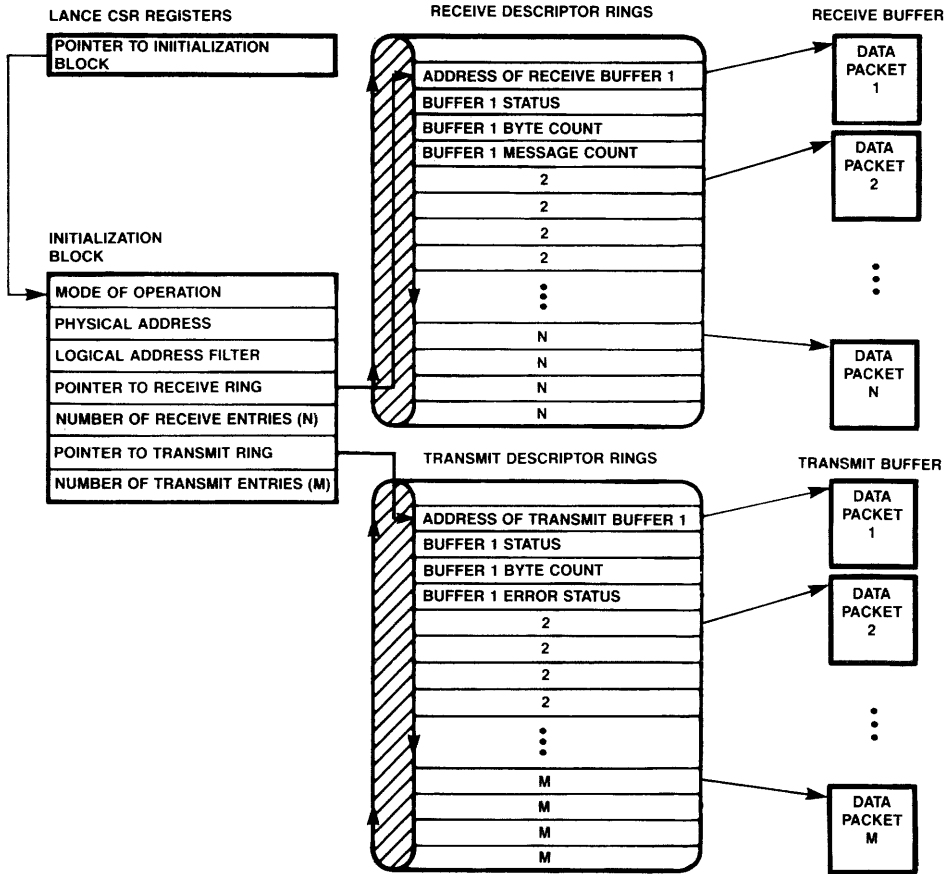 LANCE CSR REGISTERS
POINTER TO INIITIALIZATION
BLOCK
INITIALIZATION
BLOCK
MODE OF OPERATION
PHYSICAL ADDRESS
LOGICAL ADDRESS FILTER
POINTER TO RECEIVE RING
NUMBER OF RECEIVE ENTRIES (N)
POINTER TO TRANSMIT RING
NUMBER OF TRANSMIT ENTRIES (M)
RECEIVE DESCRIPTOR RINGS
ADDRESS OF RECEIVE BUFFER 1
BUFFER 1 STATUS
BUFFER 1 BYTE COUNT
BUFFER 1 MESSAGE COUNT
2
2
2
2
N
N
N
N
RECEIVE BUFFER
DATA
PACKET
1
DATA
PACKET
2
DATA
PACKET
N
TRANSMIT DESCRIPTOR RINGS
ADDRESS OF TRANSMIT BUFFER 1
BUFFER 1 STATUS
BUFFER 1 BYTE COUNT
BUFFER 1 ERROR STATUS
2
2
2
2
M
M
M
M
TRANSMIT BUFFER
DATA
PACKET
1
DATA
PACKET
2
DATA
PACKET
M